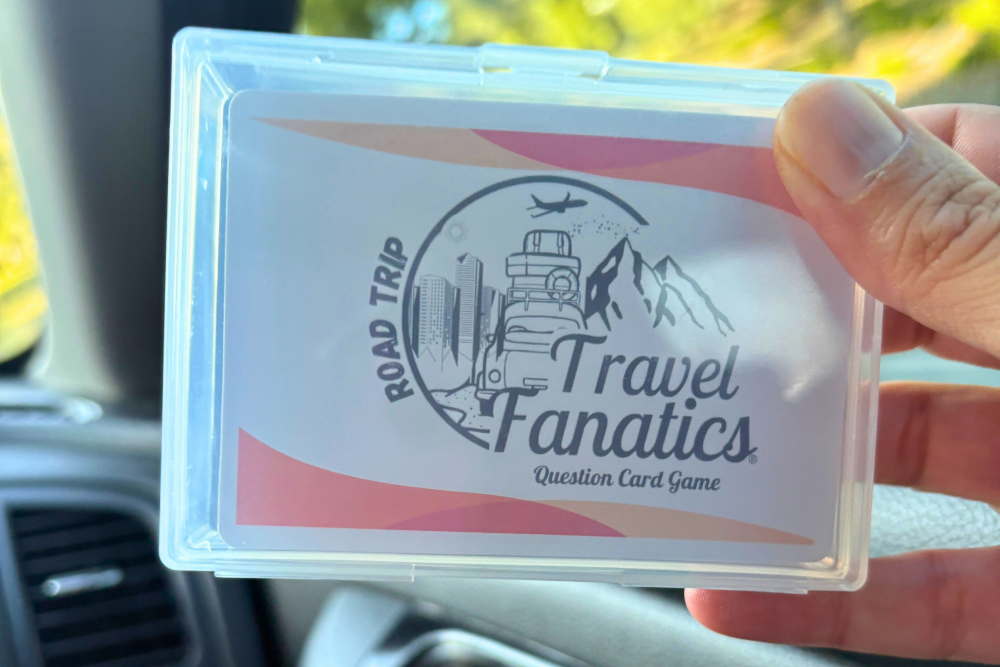 ROAD TRIP
Travel
Fanatics®
Question Card Game